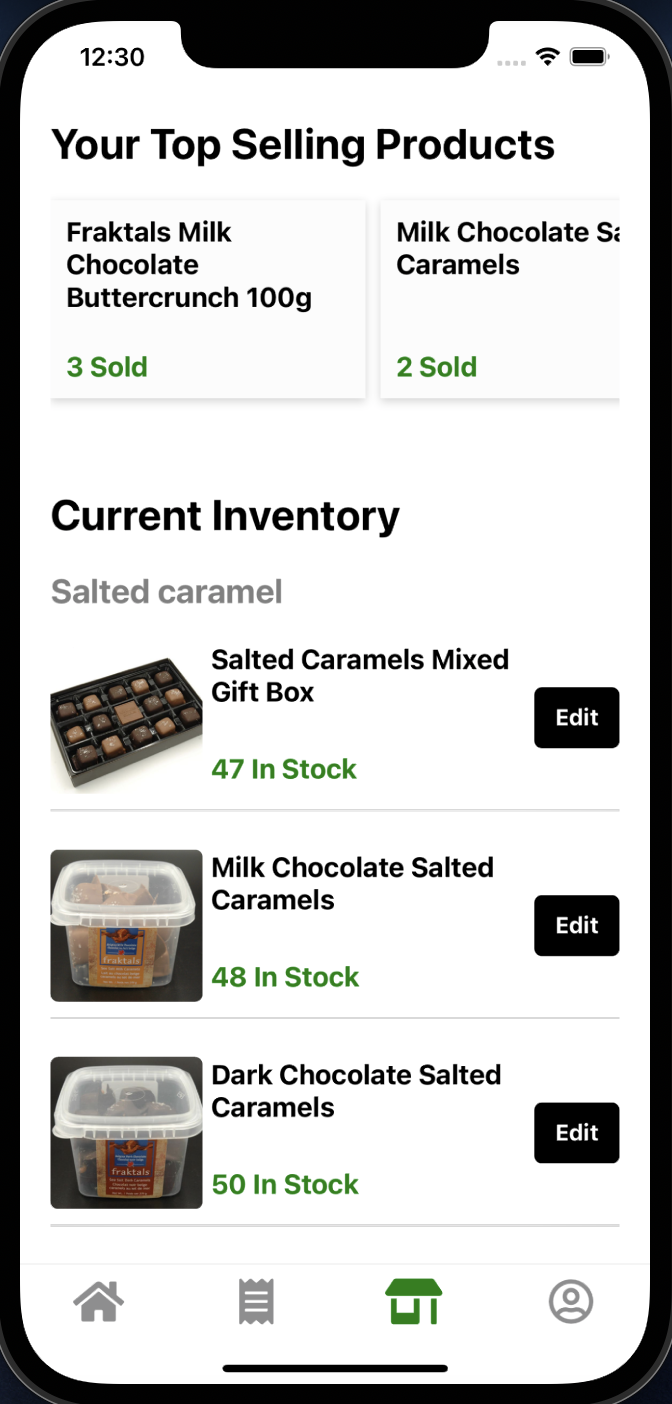 12:30
Your Top Selling Products
Fraktals Milk
Chocolate
Buttercrunch 100g
3 Sold
Milk Chocolate Sa
Caramels
2 Sold
Current Inventory
Salted caramel
Salted Caramels Mixed
Gift Box
47 In Stock
Edit
Milk Chocolate Salted
Caramels
48 In Stock
Edit
fraktals
Dark Chocolate Salted
Caramels
50 In Stock
Edit
fraktals